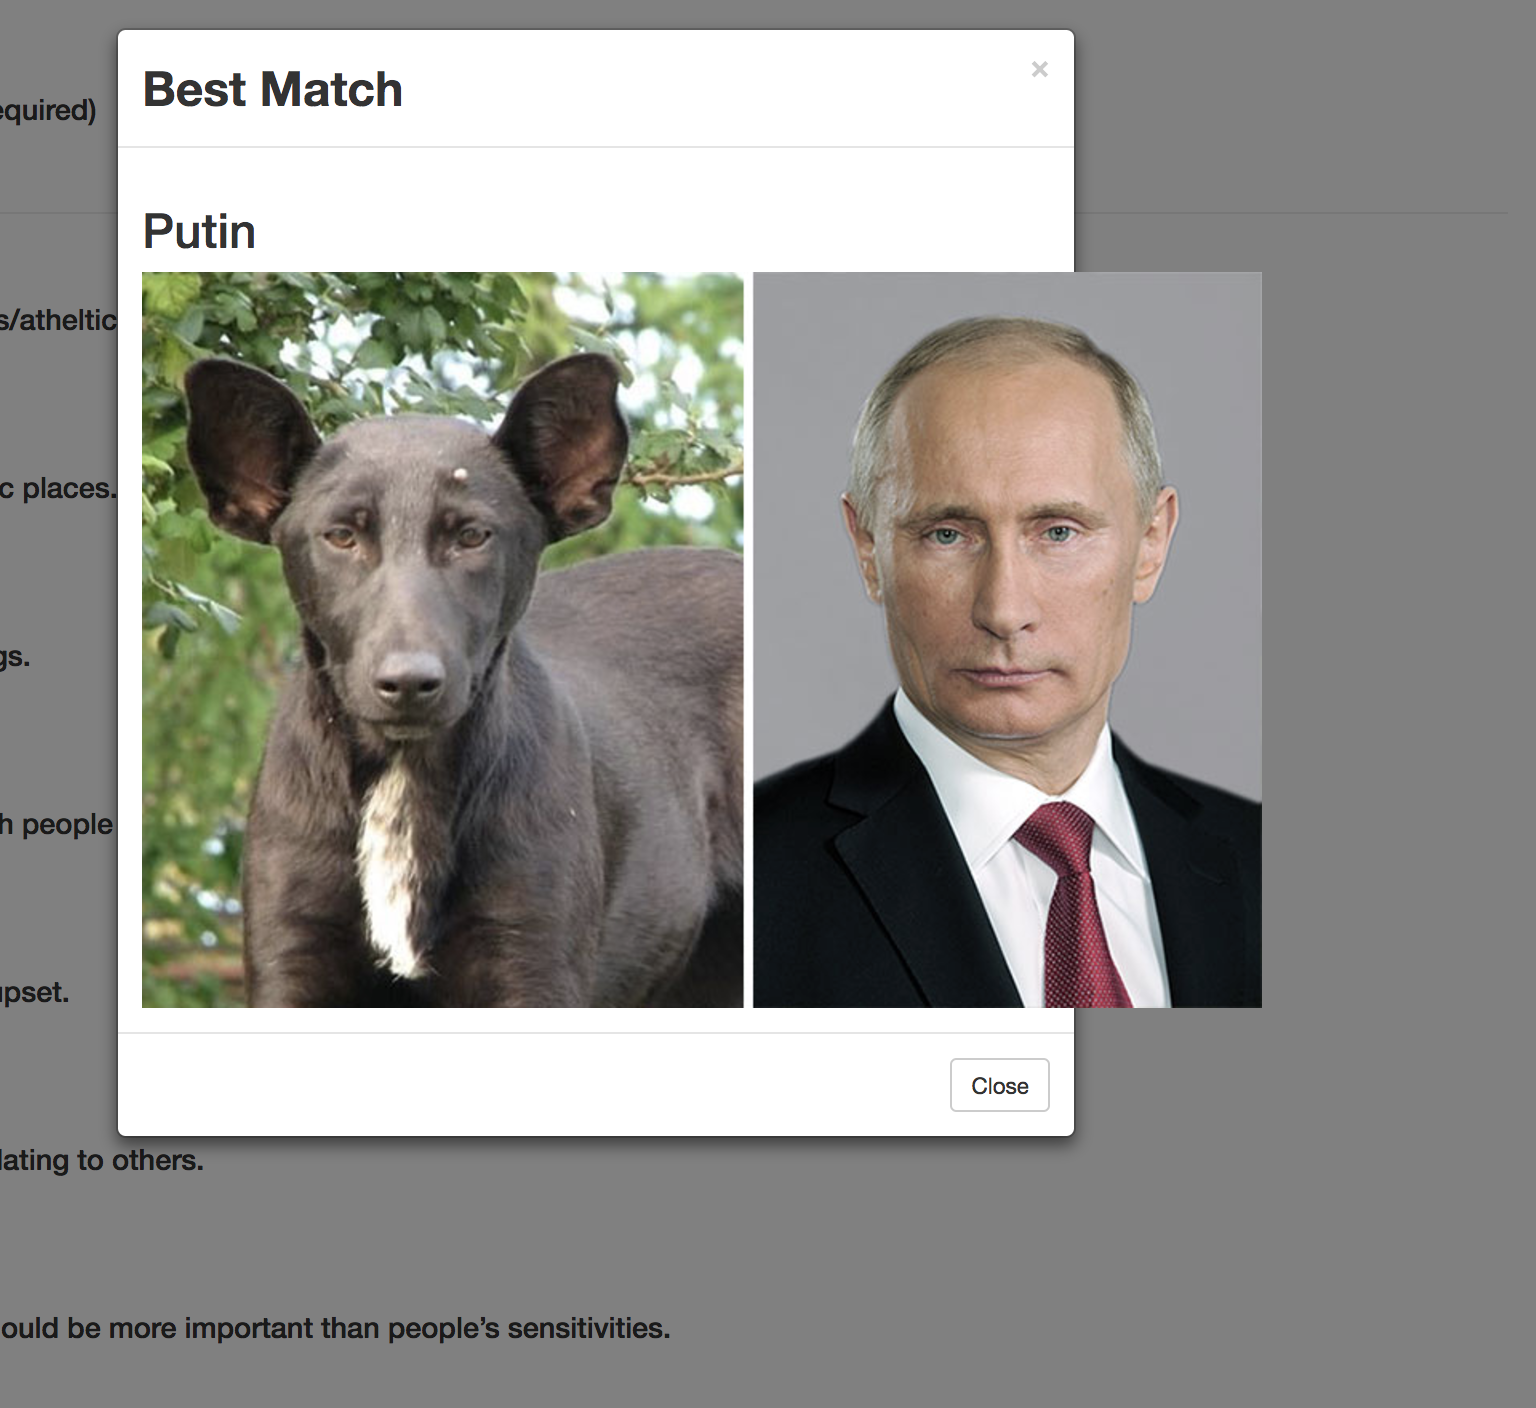 Best Match
×
equired)
Putin
s/atheltic
c places.
gs.
h people
upset.
Close
lating to others.
ould be more important than people’s sensitivities.